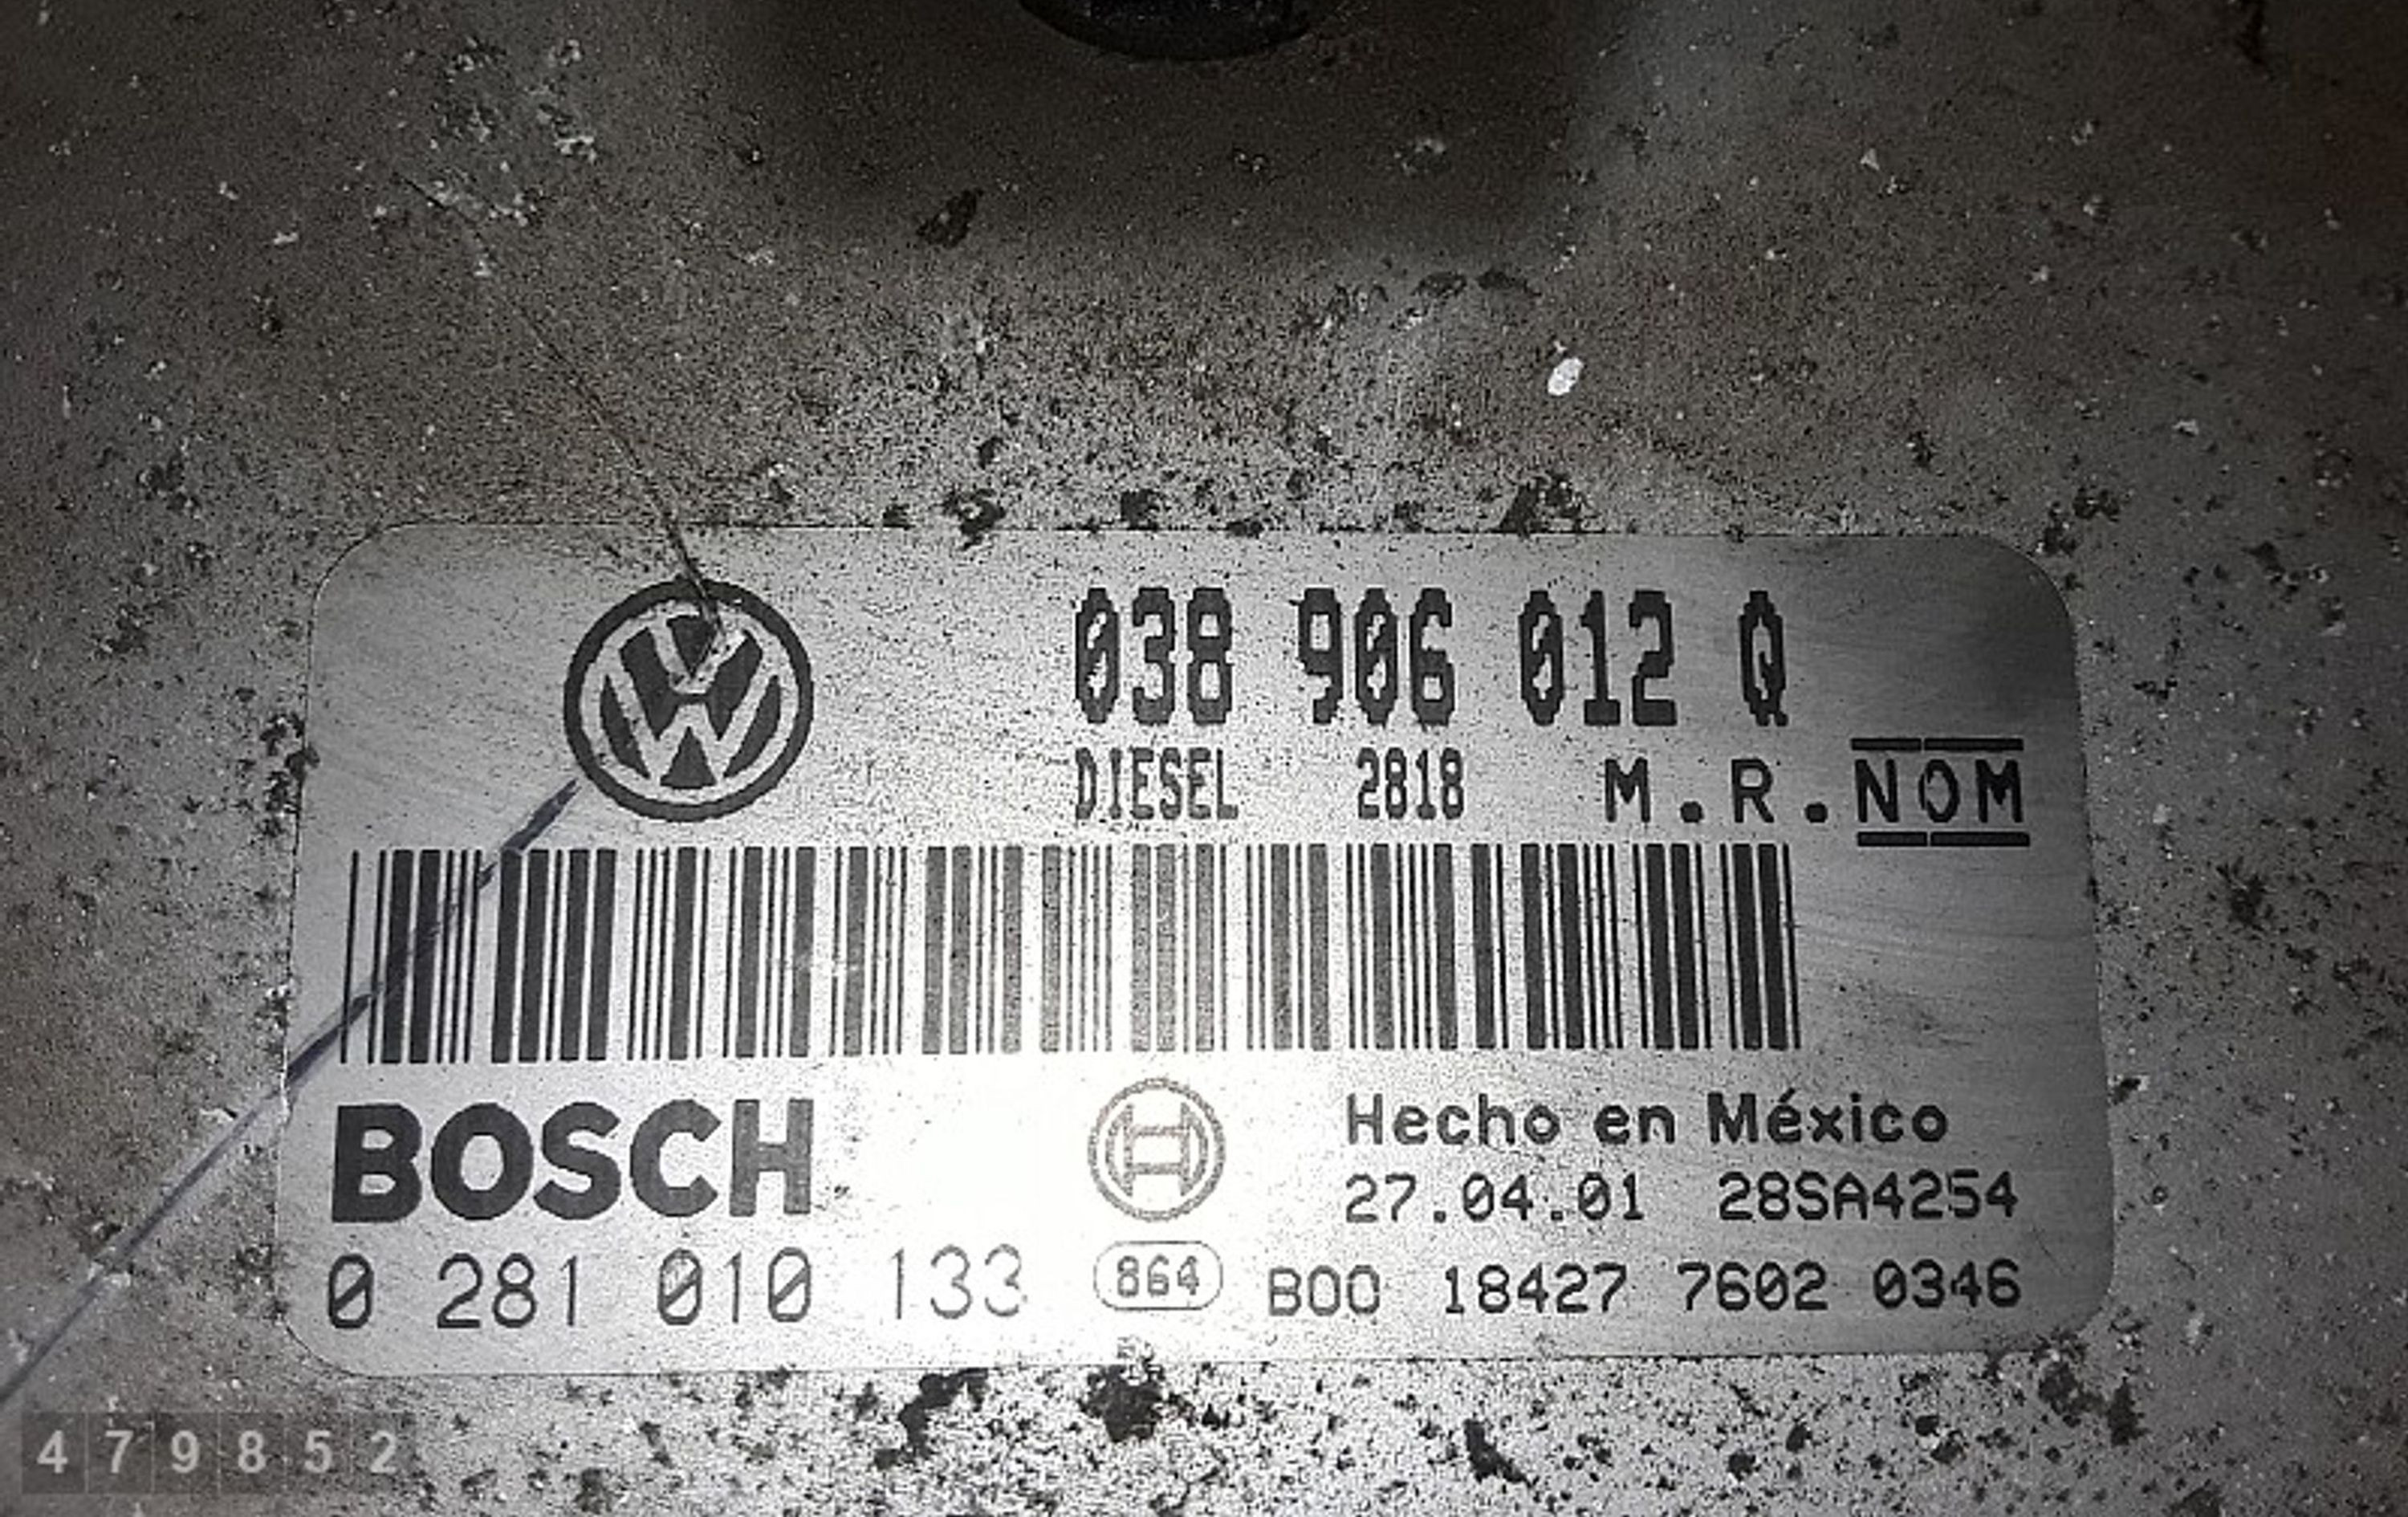 038 906 012 Q
DIESEL 2818 M.R.NOM
BOSCH
Hecho en México
27.04.01 28SA4254
0 281 010 133 864 B00 18427 7602 0346
479852